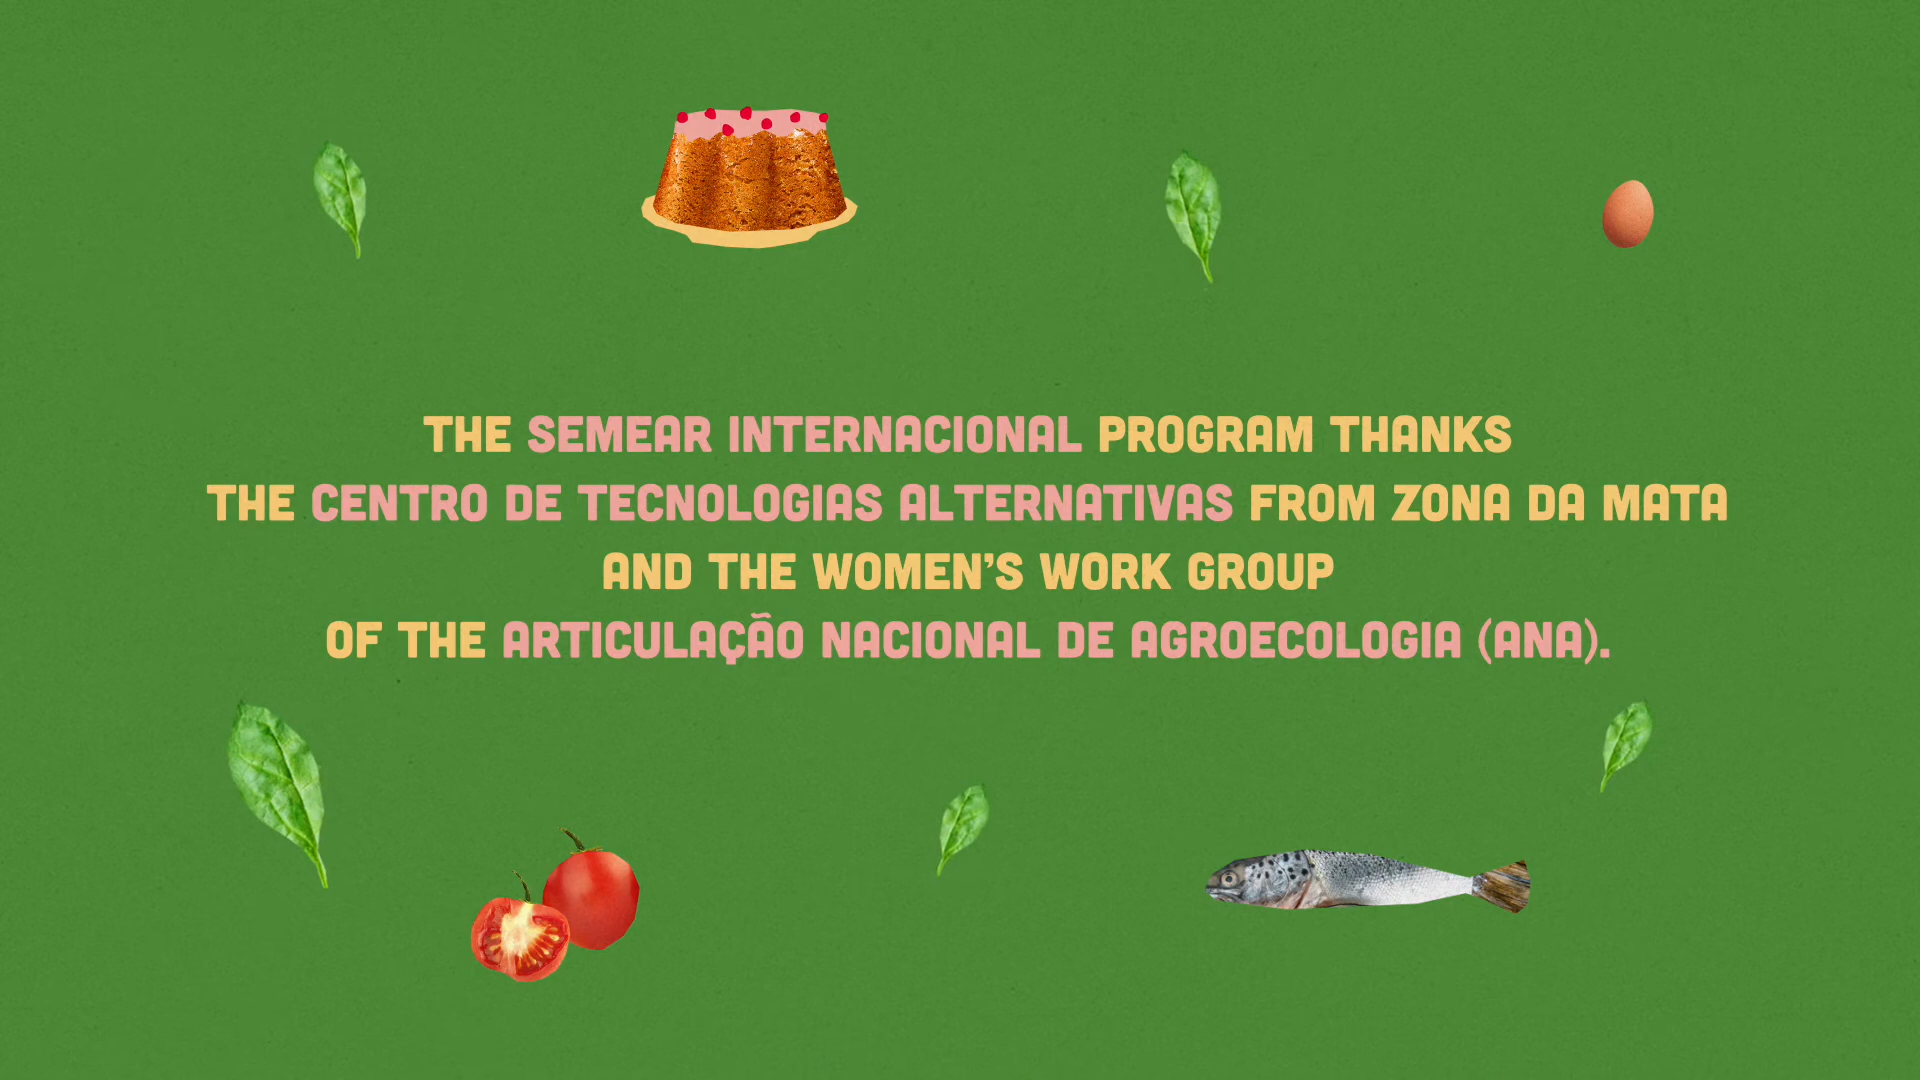 THE SEMEAR INTERNACIONAL PROGRAM THANKS
THE CENTRO DE TECNOLOGIAS ALTERNATIVAS FROM ZONA DA MATA
AND THE WOMEN’S WORK GROUP
OF THE ARTICULAÇÃO NACIONAL DE AGROECOLOGIA (ANA).